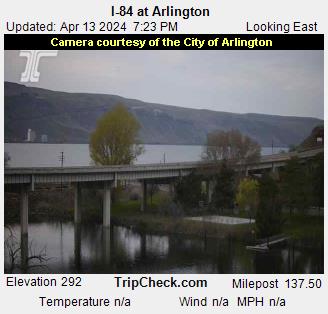 I-84 at Arlington
Updated: Apr 13 2024 7:23 PM Looking East
Camera courtesy of the City of Arlington
Elevation 292 TripCheck.com Milepost 137.50
Temperature n/a Wind n/a MPH n/a